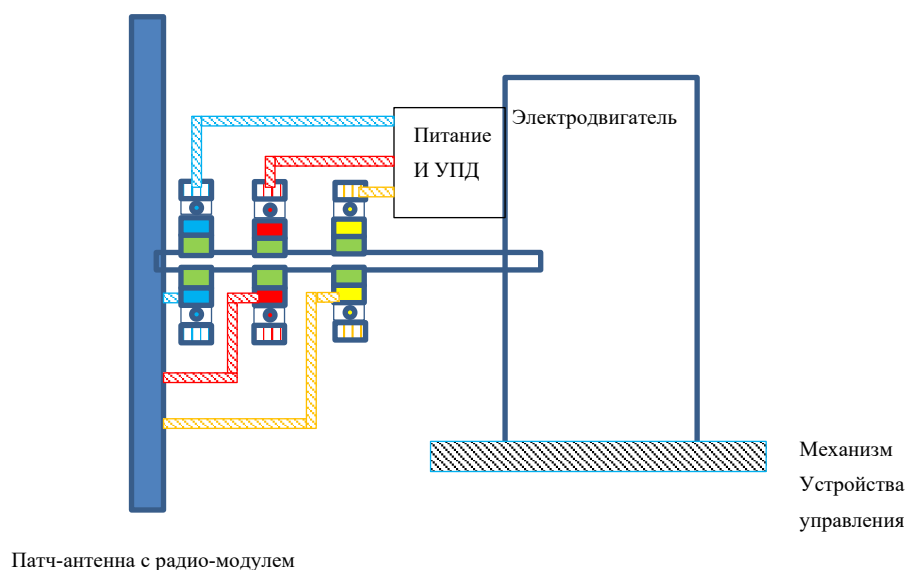 Электродвигатель
Питание
И УПД
Механизм
Устройства
управления
Патч-антенна с радио-модулем